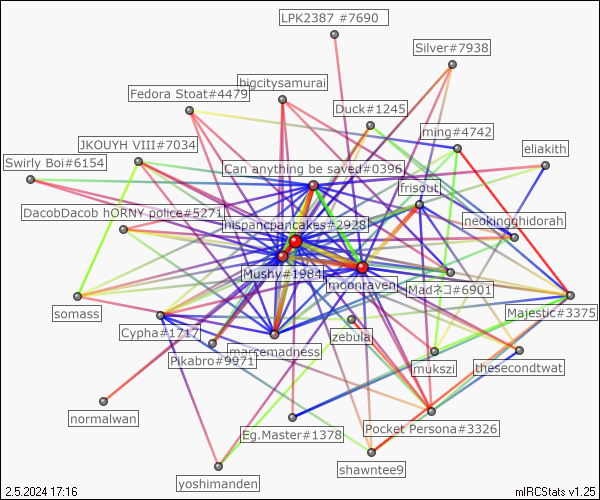 LPK2387 #7690
Silver#7938
bigcitysamurai
Fedora Stoat#4479
Duck#1245
mjng#4742
JKOUYH VIII#7034
eliakith
Swirly Boi#6154
Can anything be saved#0396
frisout
DacobDacob hORNY police#5271
neokingghidorah
hispancpancakes#2928
Mushy#1984
moonraven
Madネコ#6901
somass
Majestic#3375
Cypha#1717
zebula
marcemadness
Pikabro#9971
mukszi
thesecondtwat
normalwan
Pocket Persona#3326
Eg.Master#1378
shawntee9
yoshimanden
2.5.2024 17:16
mIRCStats v1.25